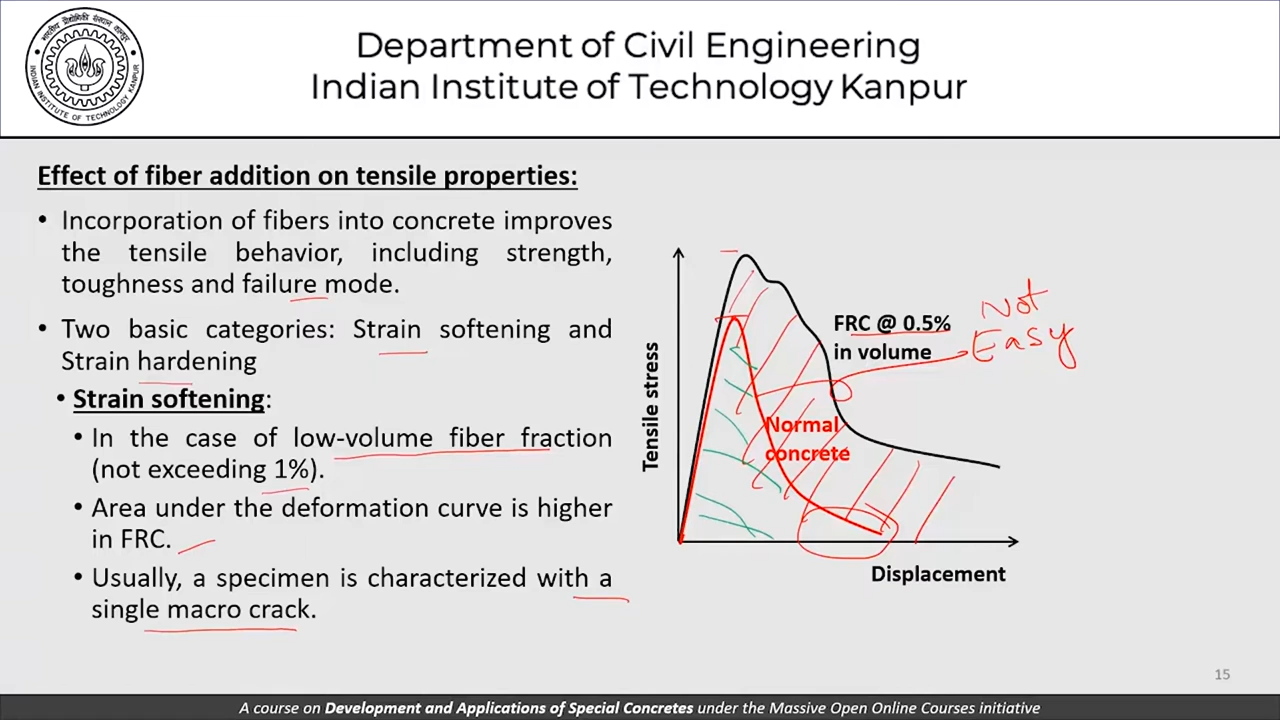 Department of Civil Engineering
Indian Institute of Technology Kanpur
INDIAN INSTITUTE OF TECHNOLOGY KANPUR
Effect of fiber addition on tensile properties:
• Incorporation of fibers into concrete improves
the tensile behavior, including strength,
toughness and failure mode.
• Two basic categories: Strain softening and
Strain hardening
• Strain softening:
• In the case of low-volume fiber fraction
(not exceeding 1%).
• Area under the deformation curve is higher
in FRC.
• Usually, a specimen is characterized with a
single macro crack.
Tensile stress
FRC @ 0.5%
in volume
Not
Easy
Normal
concrete
Displacement
15
A course on Development and Applications of Special Concretes under the Massive Open Online Courses initiative